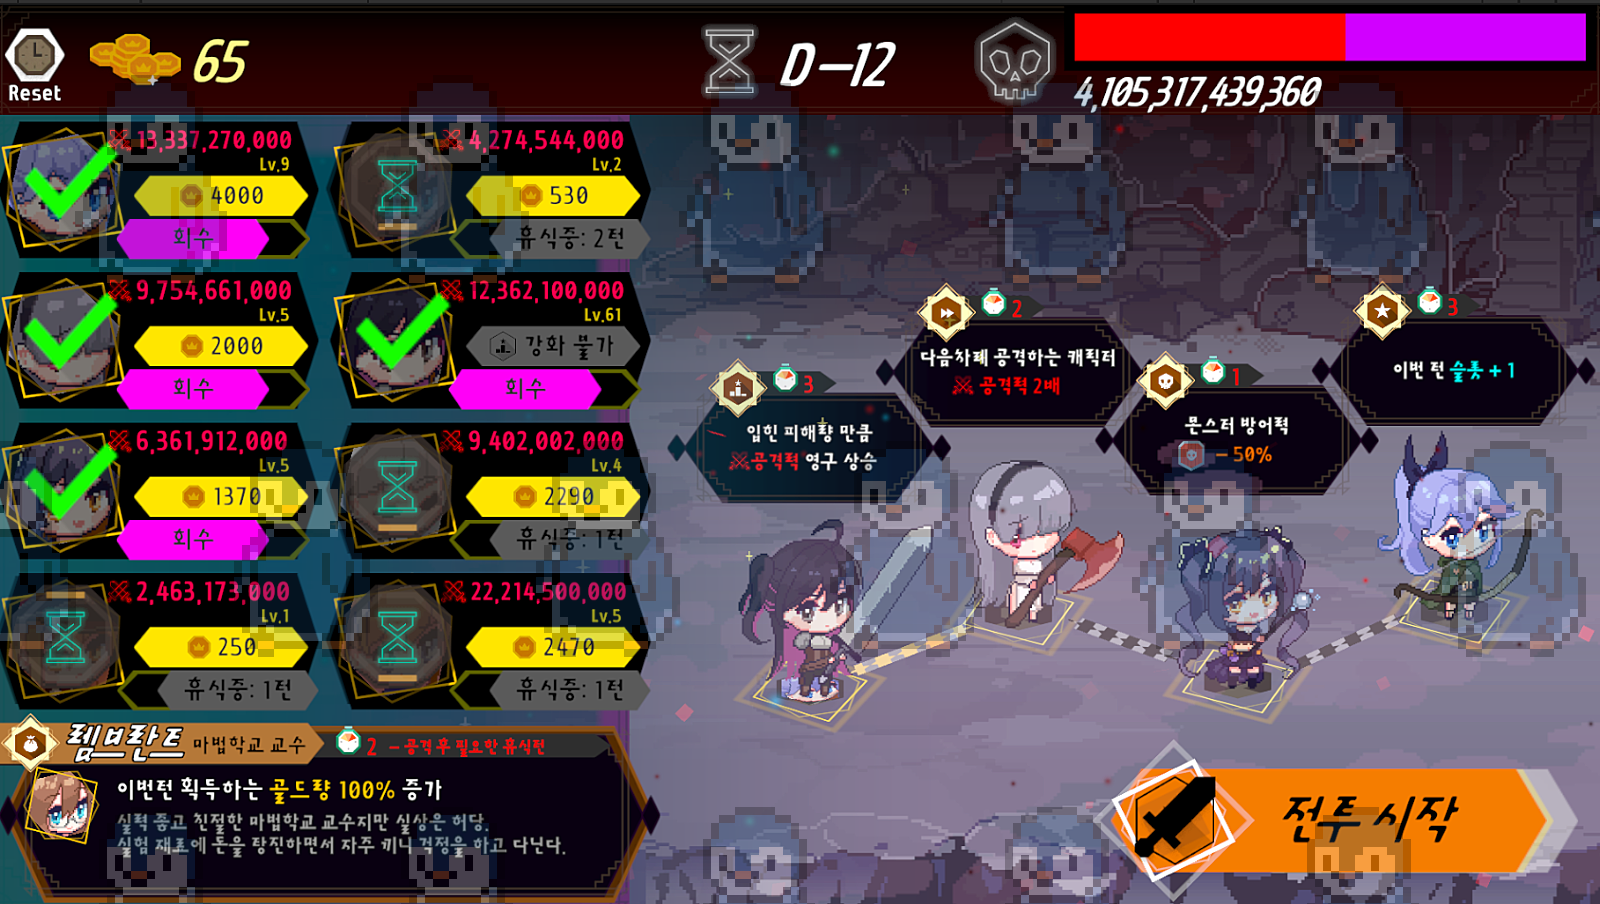 Reset
65
D-12
4,105,317,439,360
13,337,270,000
Lv.9
4000
회수
4,274,544,000
Lv.2
530
휴식중: 2턴
9,754,661,000
Lv.5
2000
회수
12,362,100,000
Lv.61
강화 불가
회수
6,361,912,000
Lv.5
1370
회수
9,402,002,000
Lv.4
2290
휴식중: 1턴
2,463,173,000
Lv.1
250
휴식중: 1턴
22,214,500,000
Lv.5
2470
휴식중: 1턴
렘브란트 마법학교 교수
2 - 공격 후 필요한 휴식턴
이번턴 획득하는 골드량 100% 증가
실력 좋고 친절한 마법학교 교수지만 실상은 허당.
실험 재료에 돈을 탕진하면서 자주 끼니 걱정을 하고 다닌다.
3
입힌 피해량 만큼
공격력 영구 상승
2
다음차례 공격하는 캐릭터
공격력 2배
1
몬스터 방어력
-50%
3
이번 턴 슬롯 + 1
전투 시작